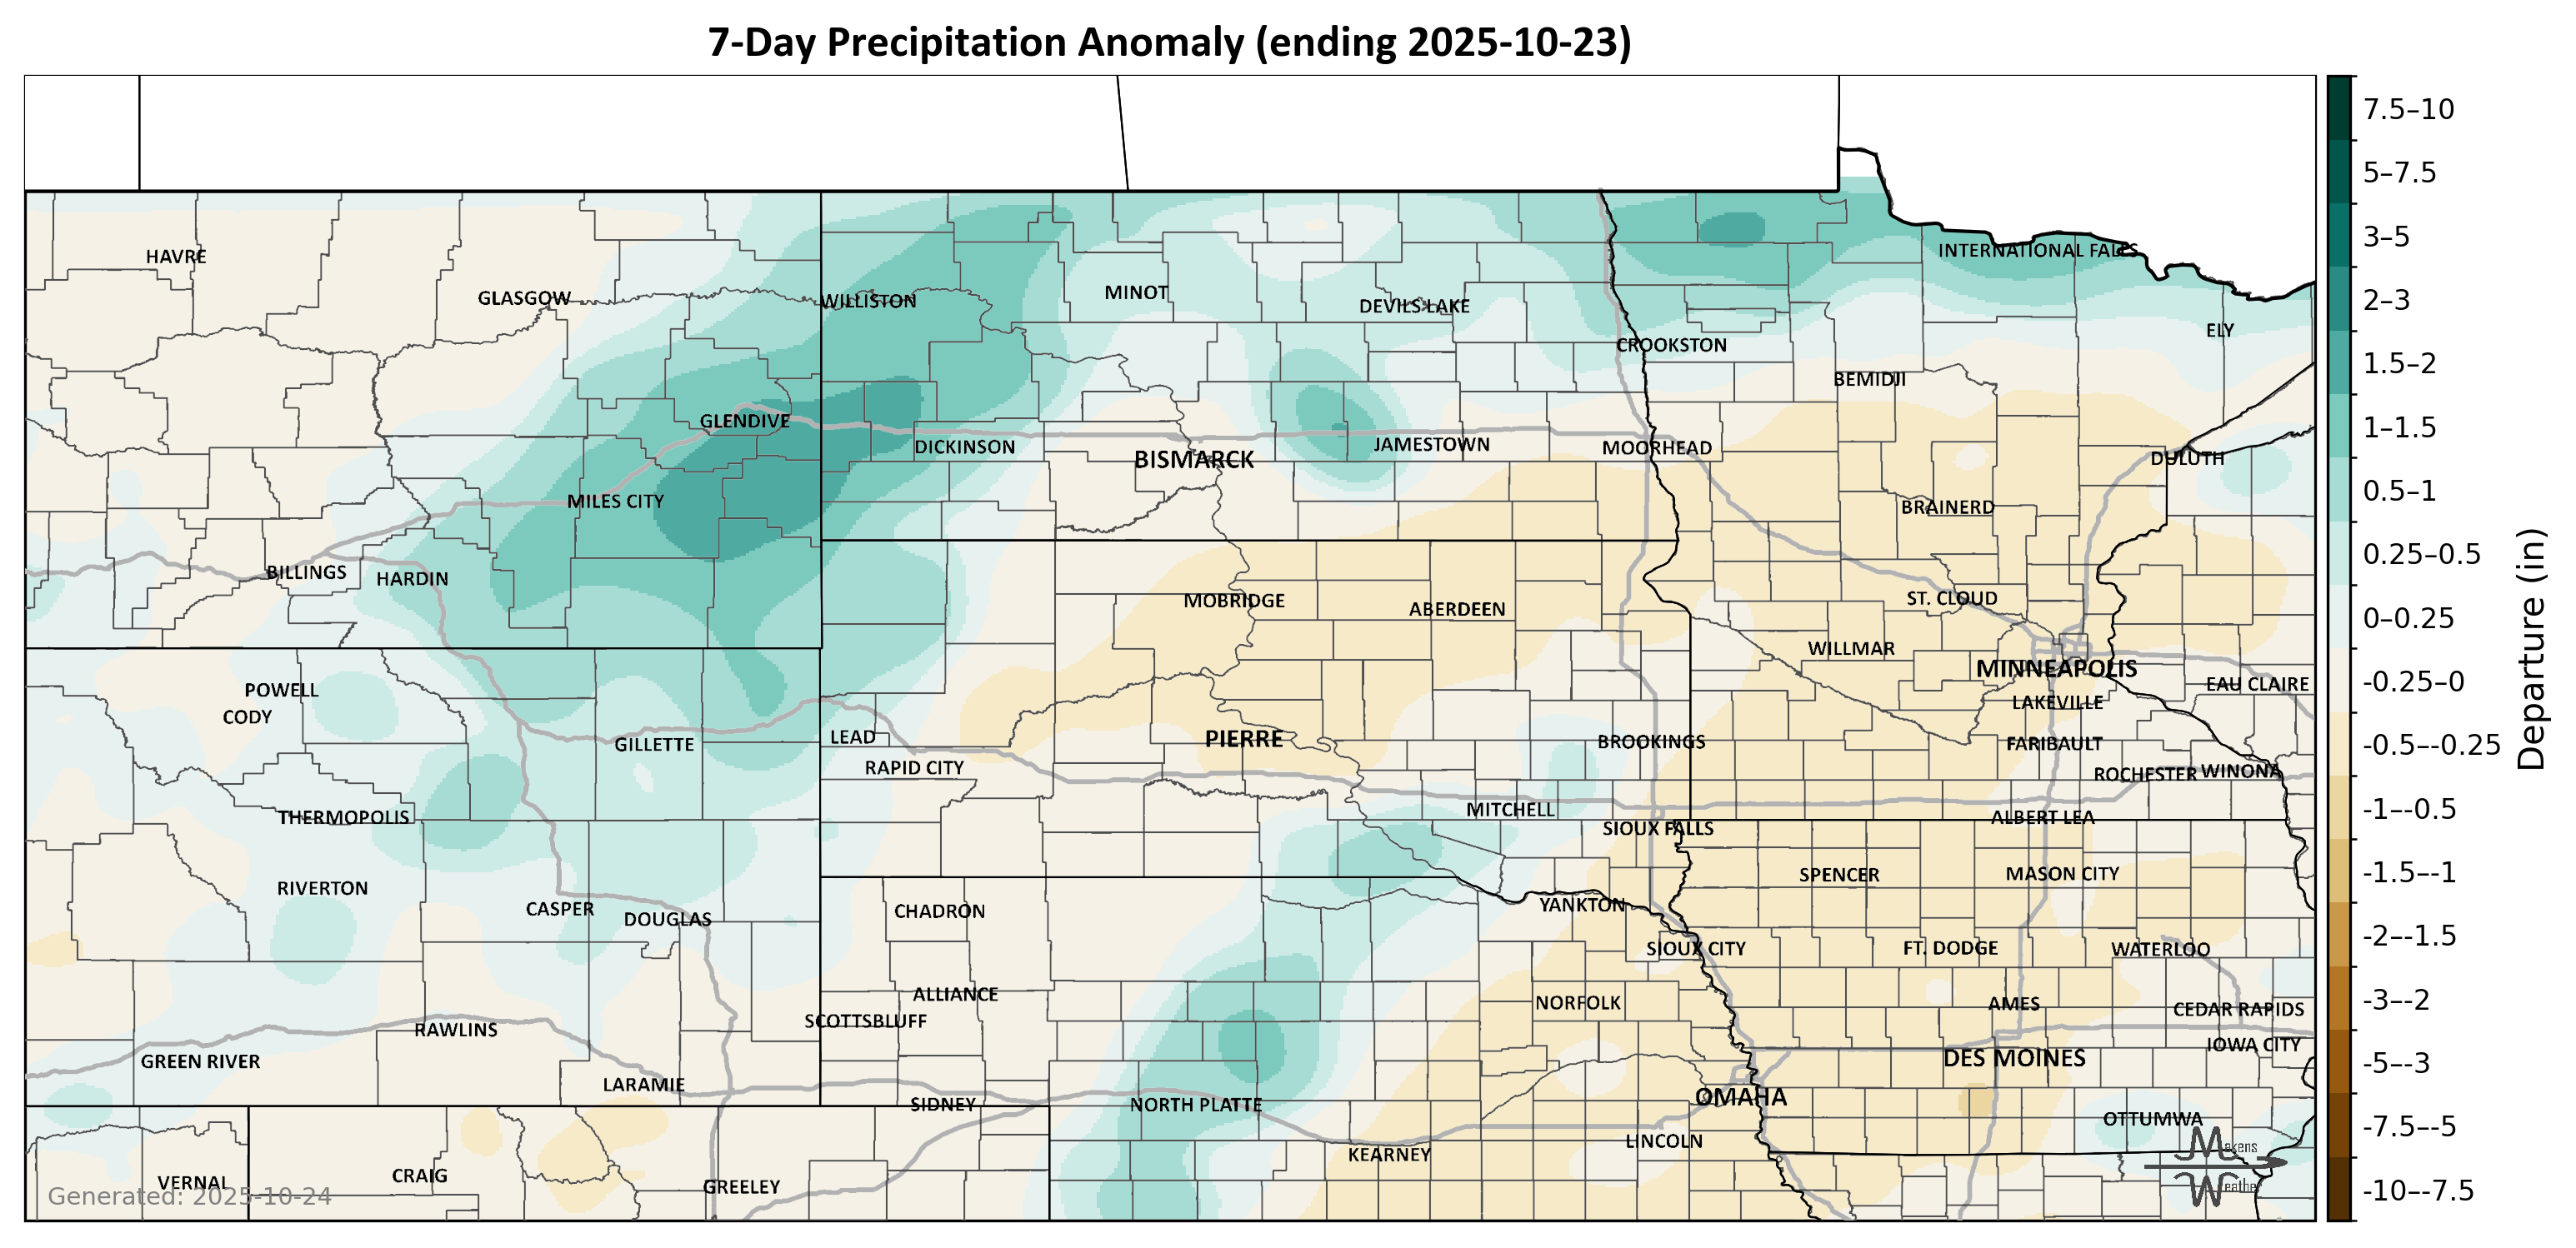 7-Day Precipitation Anomaly (ending 2025-10-23)
HAVRE
GLASGOW
WILLISTON
MINOT
DEVILS LAKE
INTERNATIONAL FALLS
ELY
CROOKSTON
BEMIDJI
GLENDIVE
DICKINSON
BISMARCK
JAMESTOWN
MOORHEAD
DULUTH
MILES CITY
BRAINERD
BILLINGS
HARDIN
MOBRIDGE
ABERDEEN
ST. CLOUD
WILLMAR
MINNEAPOLIS
EAU CLAIRE
POWELL
CODY
LAKEVILLE
GILLETTE
LEAD
PIERRE
BROOKINGS
FARIBAULT
RAPID CITY
ROCHESTER
WINONA
THERMOPOLIS
MITCHELL
SIOUX FALLS
ALBERT LEA
RIVERTON
SPENCER
MASON CITY
CASPER
DOUGLAS
CHADRON
YANKTON
SIOUX CITY
FT. DODGE
WATERLOO
ALLIANCE
NORFOLK
AMES
CEDAR RAPIDS
SCOTTSBLUFF
RAWLINS
IOWA CITY
GREEN RIVER
DES MOINES
LARAMIE
SIDNEY
NORTH PLATTE
OMAHA
OTTUMWA
LINCOLN
KEARNEY
VERNAL
CRAIG
GREELEY
Generated: 2025-10-24
Makens
Weather
7.5–10
5–7.5
3–5
2–3
1.5–2
1–1.5
0.5–1
0.25–0.5
0–0.25
-0.25–0
-0.5–-0.25
-1–-0.5
-1.5–-1
-2–-1.5
-3–-2
-5–-3
-7.5–-5
-10–-7.5
Departure (in)